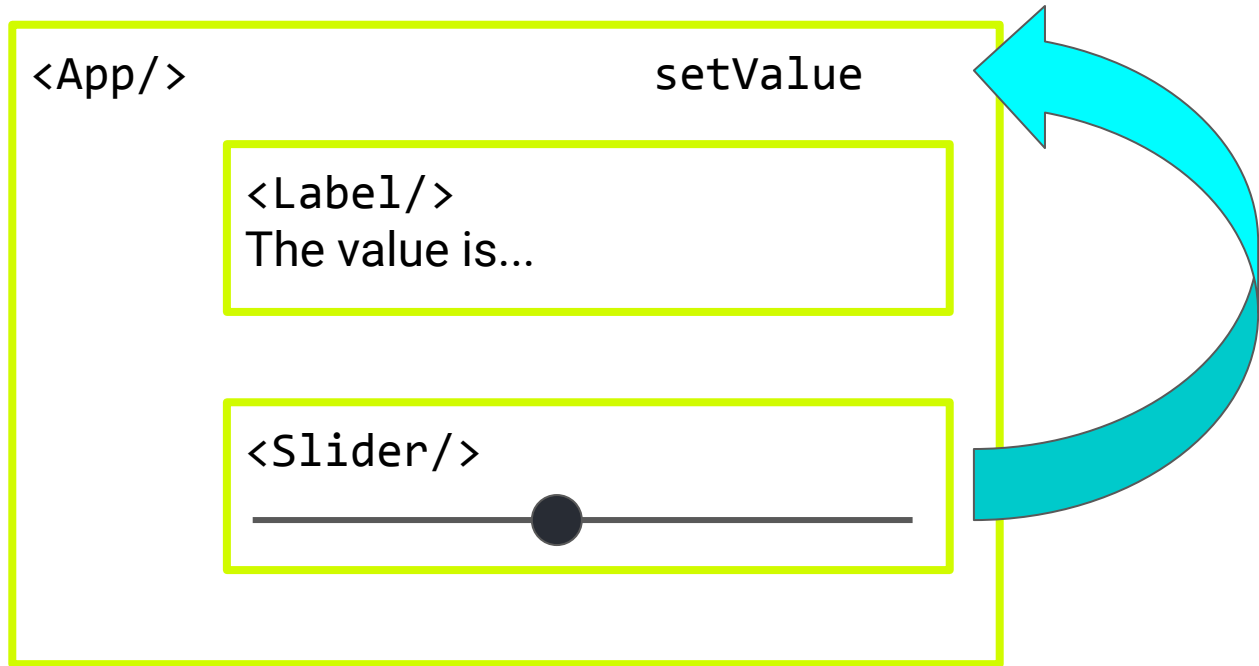 <App/> setValue
<Label/>
The value is...
<Slider/>